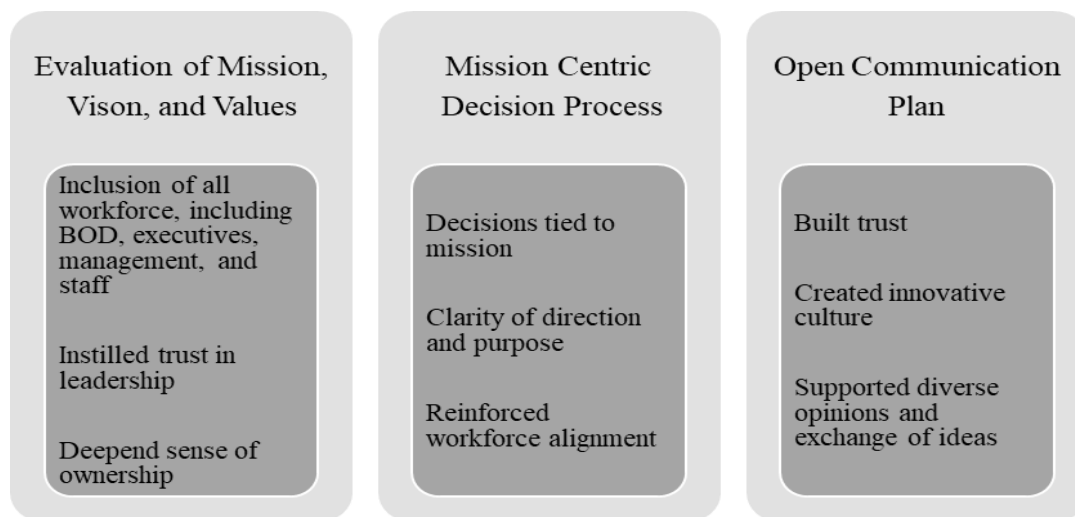 Evaluation of Mission,
Vison, and Values
Inclusion of all
workforce, including
BOD, executives,
management, and
staff
Instilled trust in
leadership
Deepend sense of
ownership
Mission Centric
Decision Process
Decisions tied to
mission
Clarity of direction
and purpose
Reinforced
workforce alignment
Open Communication
Plan
Built trust
Created innovative
culture
Supported diverse
opinions and
exchange of ideas